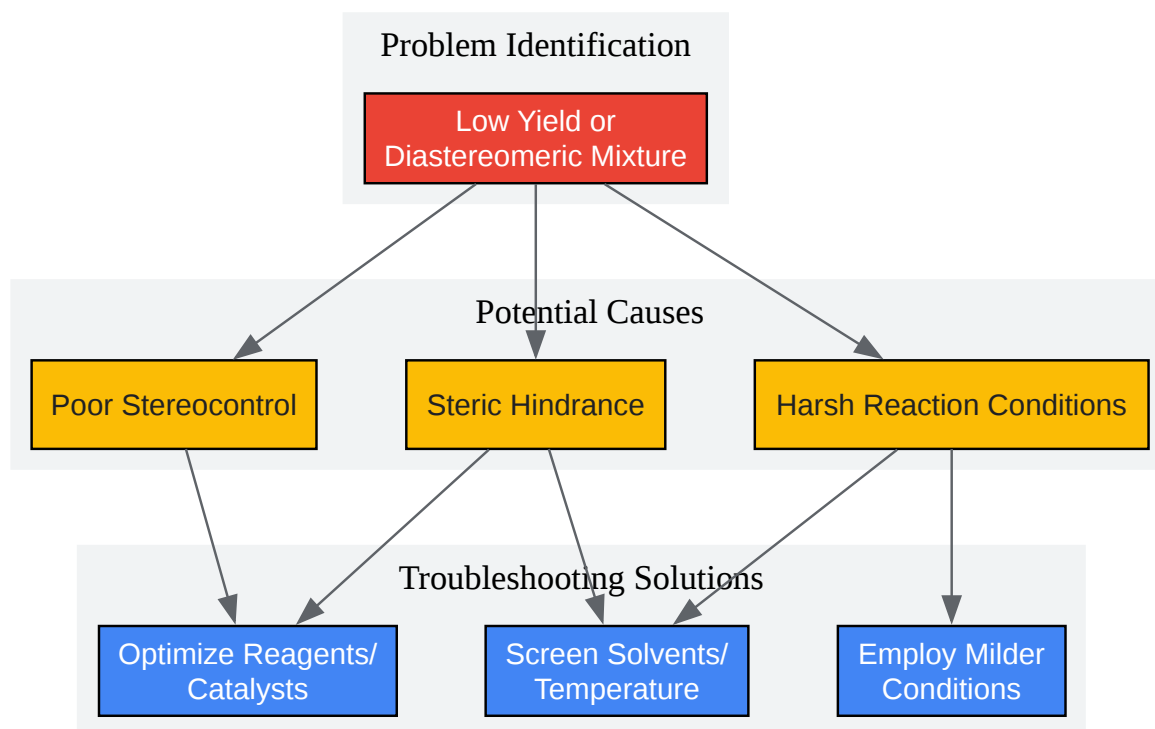 Problem Identification
Low Yield or
Diastereomeric Mixture
Potential Causes
Poor Stereocontrol
Steric Hindrance
Harsh Reaction Conditions
Troubleshooting Solutions
Optimize Reagents/
Catalysts
Screen Solvents/
Temperature
Employ Milder
Conditions